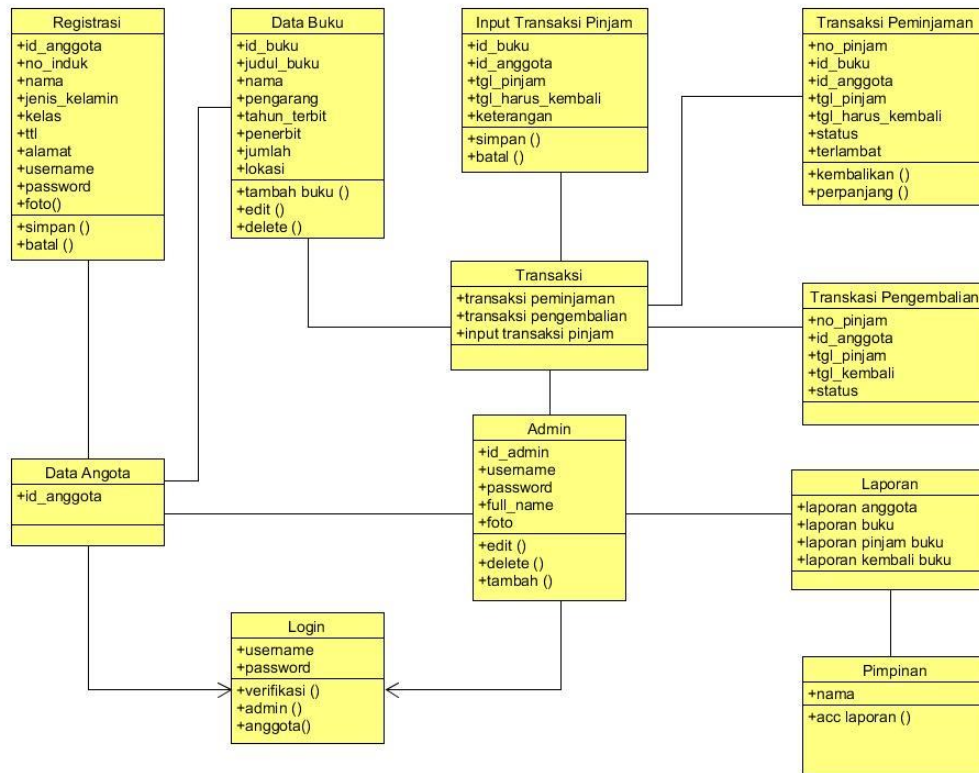 Registrasi
+id_anggota
+no_induk
+nama
+jenis_kelamin
+kelas
+ttl
+alamat
+username
+password
+foto()
+simpan ()
+batal ()
Data Buku
+id_buku
+judul_buku
+nama
+pengarang
+tahun_terbit
+penerbit
+jumlah
+lokasi
+tambah buku ()
+edit ()
+delete ()
Input Transaksi Pinjam
+id_buku
+id_anggota
+tgl_pinjam
+tgl_harus_kembali
+keterangan
+simpan ()
+batal ()
Transaksi Peminjaman
+no_pinjam
+id_buku
+id_anggota
+tgl_pinjam
+tgl_harus_kembali
+status
+terlambat
+kembalikan ()
+perpanjang ()
Transaksi
+transaksi peminjaman
+transaksi pengembalian
+input transaksi pinjam
Transkasi Pengembalian
+no_pinjam
+id_anggota
+tgl_pinjam
+tgl_kembali
+status
Data Angota
+id_anggota
Admin
+id_admin
+username
+password
+full_name
+foto
+edit ()
+delete ()
+tambah ()
Laporan
+laporan anggota
+laporan buku
+laporan pinjam buku
+laporan kembali buku
Login
+username
+password
+verifikasi ()
+admin ()
+anggota()
Pimpinan
+nama
+acc laporan ()